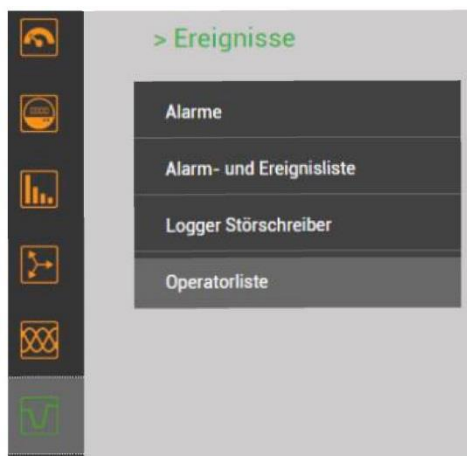 > Ereignisse
Alarme
Alarm- und Ereignisliste
Logger Störschreiber
Operatorliste